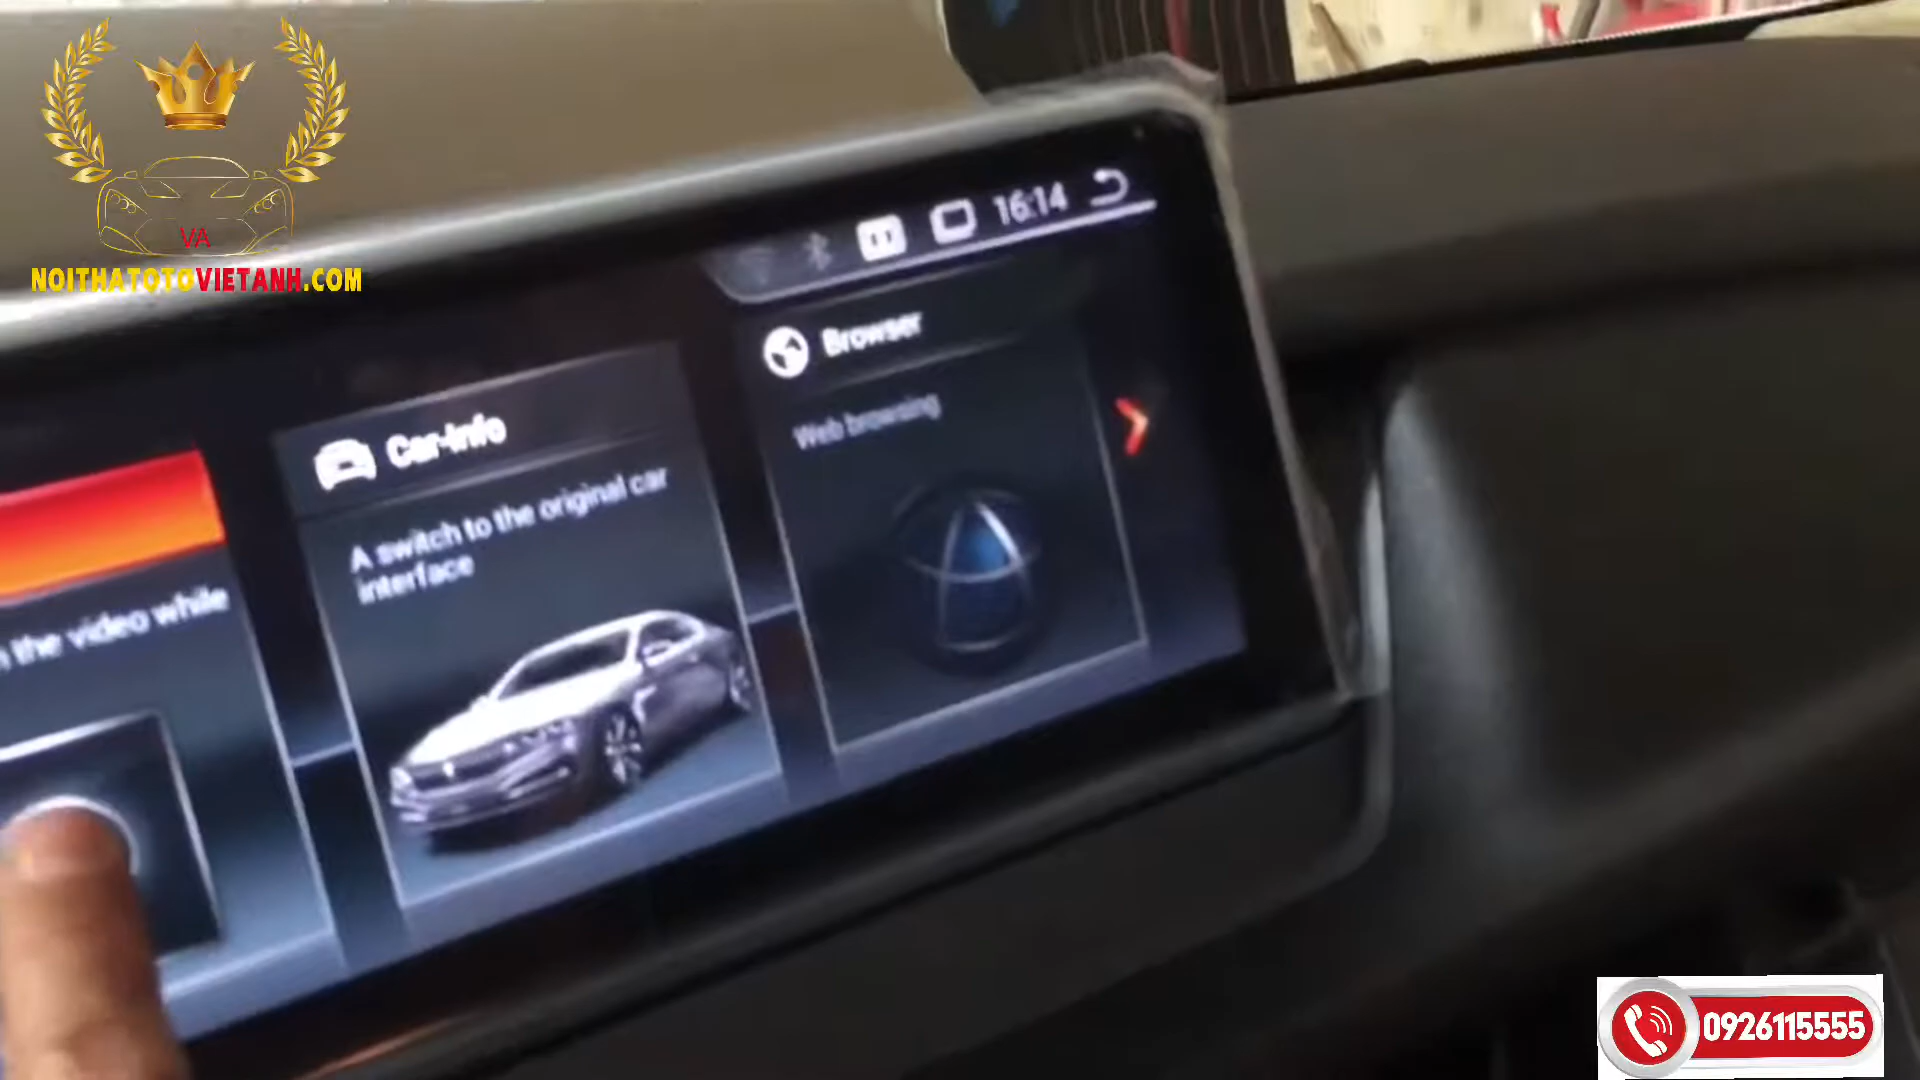 VA
NOITHATOTOVIETANH.COM
16:14
Browser
Web browsing
Car-Info
A switch to the original car
interface
the video while
0926115555